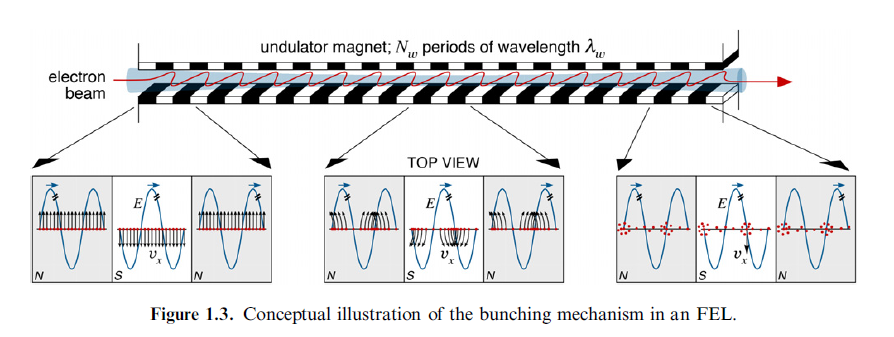 undulator magnet; N_w periods of wavelength λ_w
electron
beam
TOP VIEW
E
v_x
N
S
N
E
v_x
N
S
N
E
v_x
N
S
N
Figure 1.3. Conceptual illustration of the bunching mechanism in an FEL.